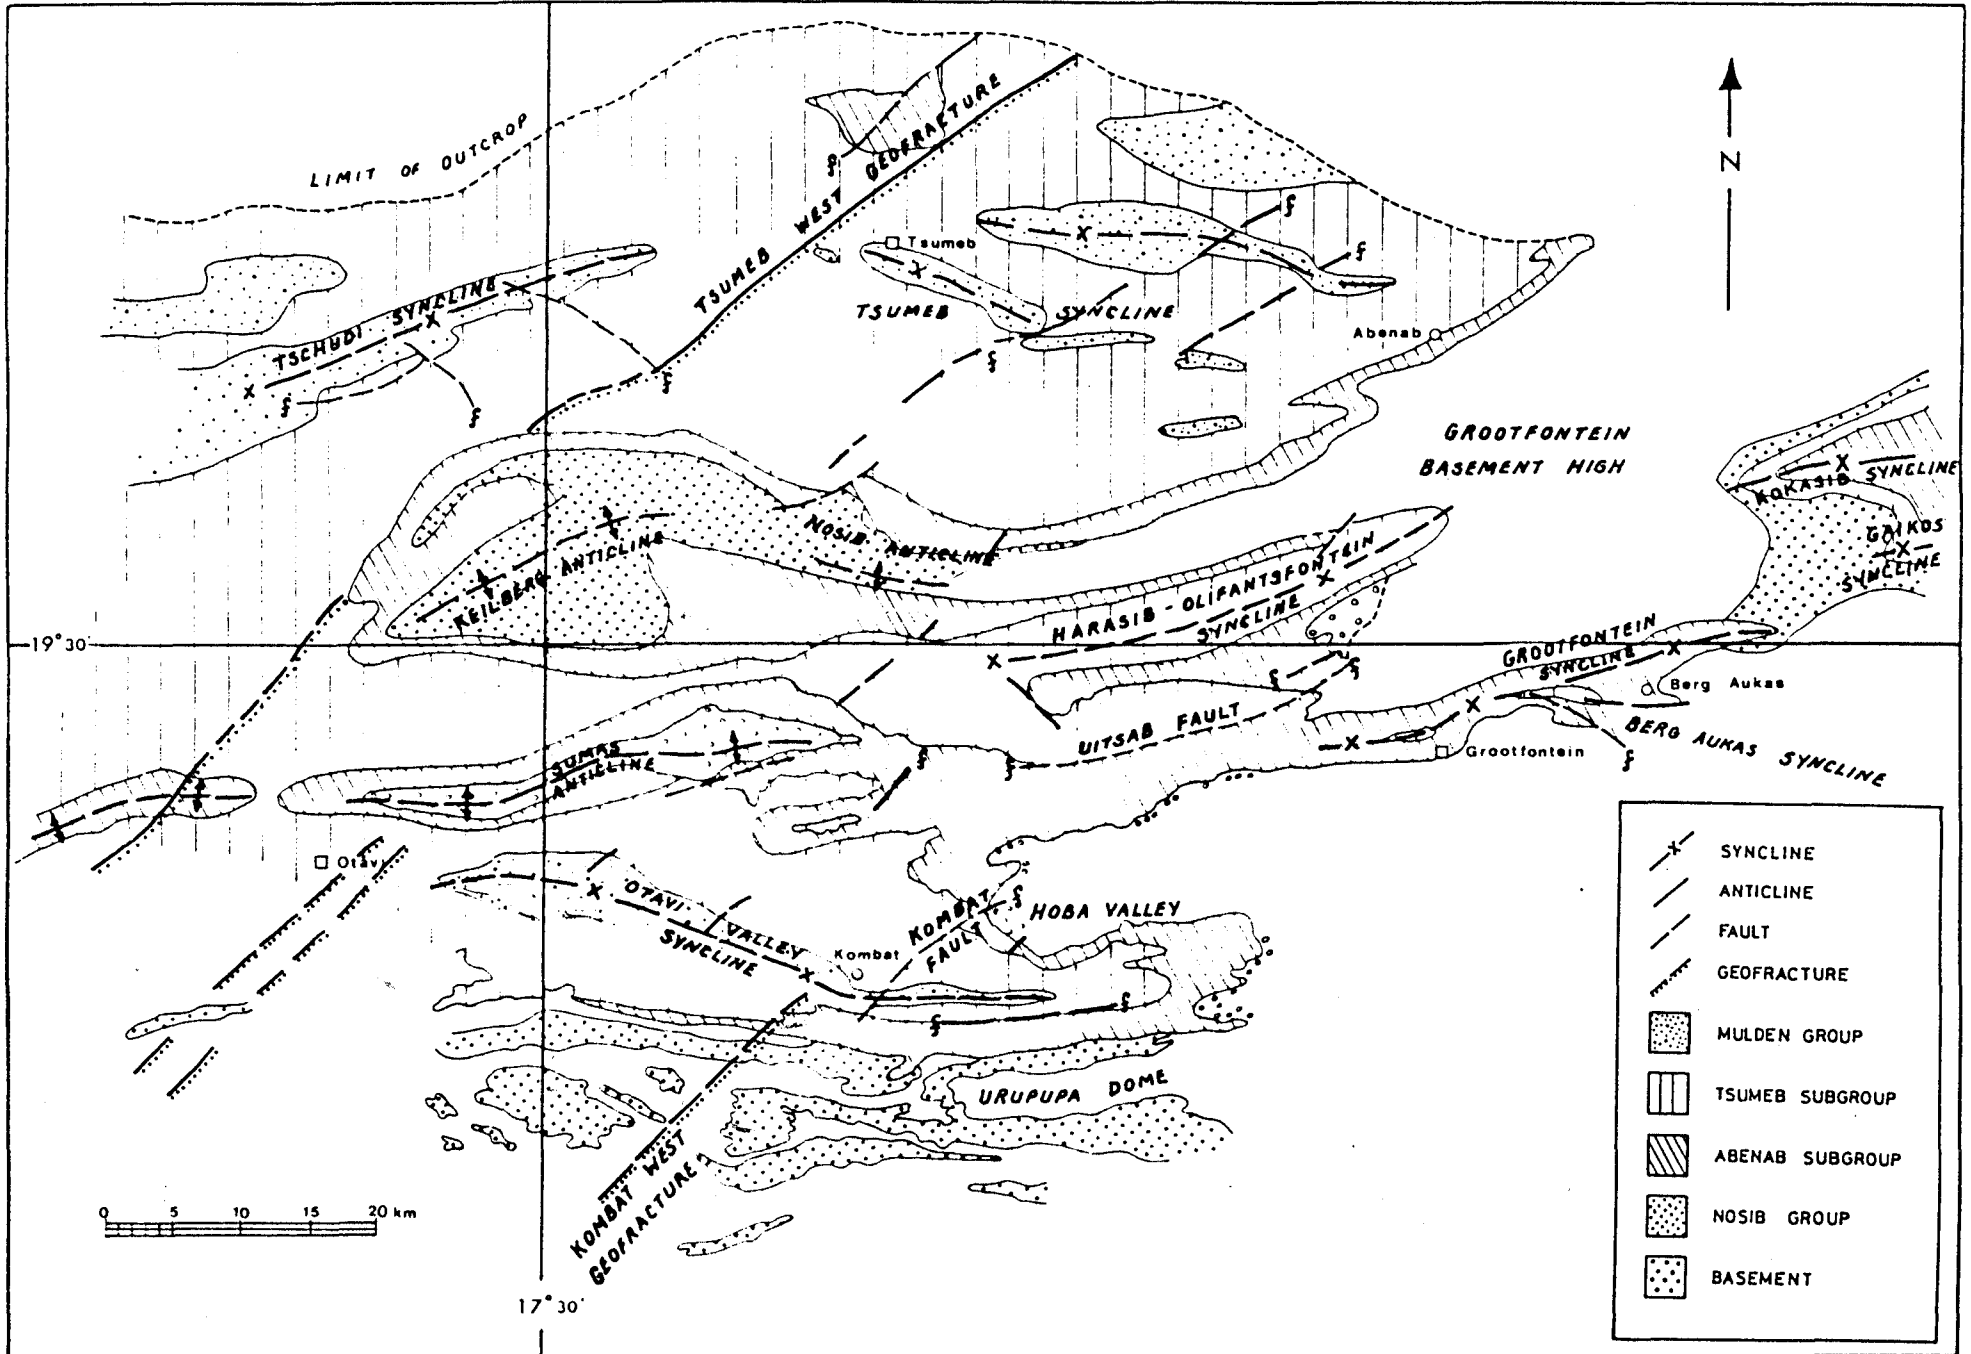 LIMIT OF OUTCROP
TSUMEB WEST GEOFRACTURE
N
Tsumeb
TSCHUDI SYNCLINE
TSUMEB SYNCLINE
Abenab
GROOTFONTEIN
BASEMENT HIGH
KOKASIB SYNCLINE
GAIKOS
SYNCLINE
NOSIB ANTICLINE
KEILBERG ANTICLINE
HARASIB - OLIFANTSFONTEIN
SYNCLINE
19°30'
GROOTFONTEIN
SYNCLINE
Berg Aukas
UITSAB FAULT
BERG AUKAS SYNCLINE
Grootfontein
SUMAS
ANTICLINE
Otavi
OTAVI VALLEY
SYNCLINE
Kombat
KOMBAT
FAULT
HOBA VALLEY
URUPUPA DOME
KOMBAT WEST
GEOFRACTURE
0 5 10 15 20 km
17°30'
SYNCLINE
ANTICLINE
FAULT
GEOFRACTURE
MULDEN GROUP
TSUMEB SUBGROUP
ABENAB SUBGROUP
NOSIB GROUP
BASEMENT